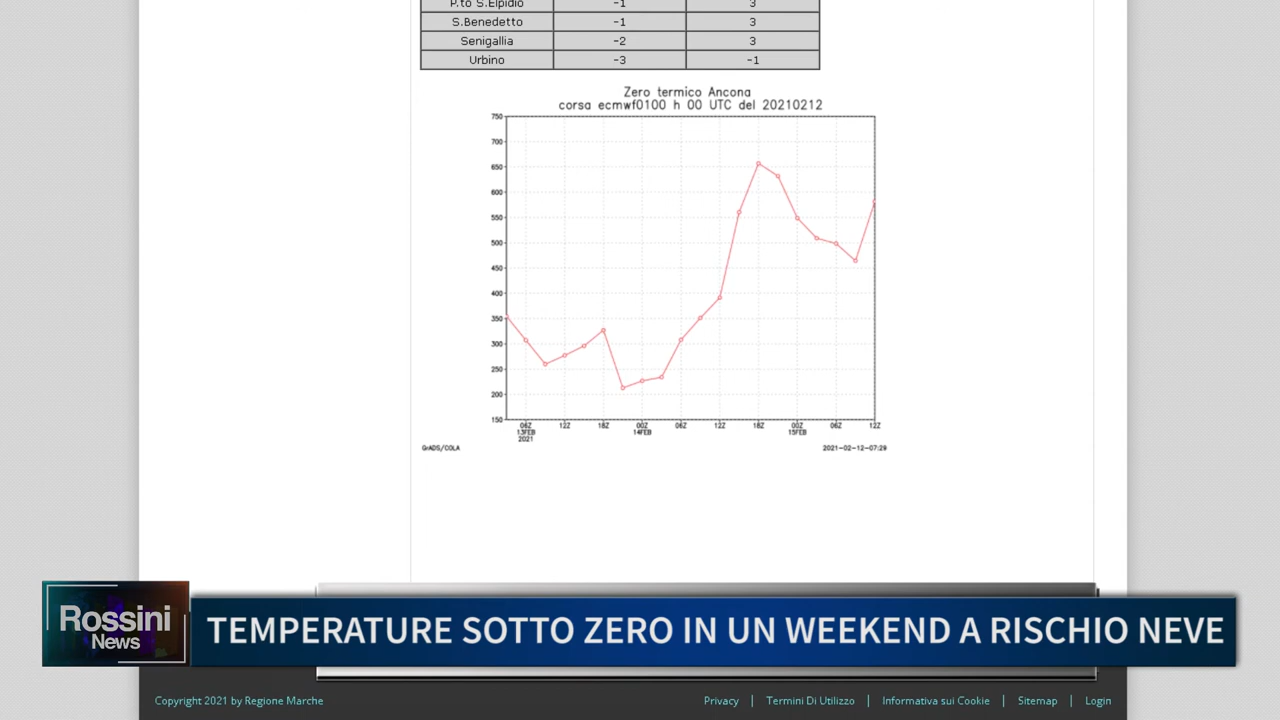 P.to S.Elpidio -1 3
S.Benedetto -1 3
Senigallia -2 3
Urbino -3 -1
Zero termico Ancona
corsa ecmwf0100 h 00 UTC del 20210212
750
700
650
600
550
500
450
400
350
300
250
200
150
06Z 12Z 18Z 00Z 06Z 12Z 18Z 00Z 06Z 12Z
13FEB 14FEB 15FEB
2021
GrADS/COLA 2021-02-12-07:29
Rossini
News
TEMPERATURE SOTTO ZERO IN UN WEEKEND A RISCHIO NEVE
Copyright 2021 by Regione Marche Privacy | Termini Di Utilizzo | Informativa sui Cookie | Sitemap | Login